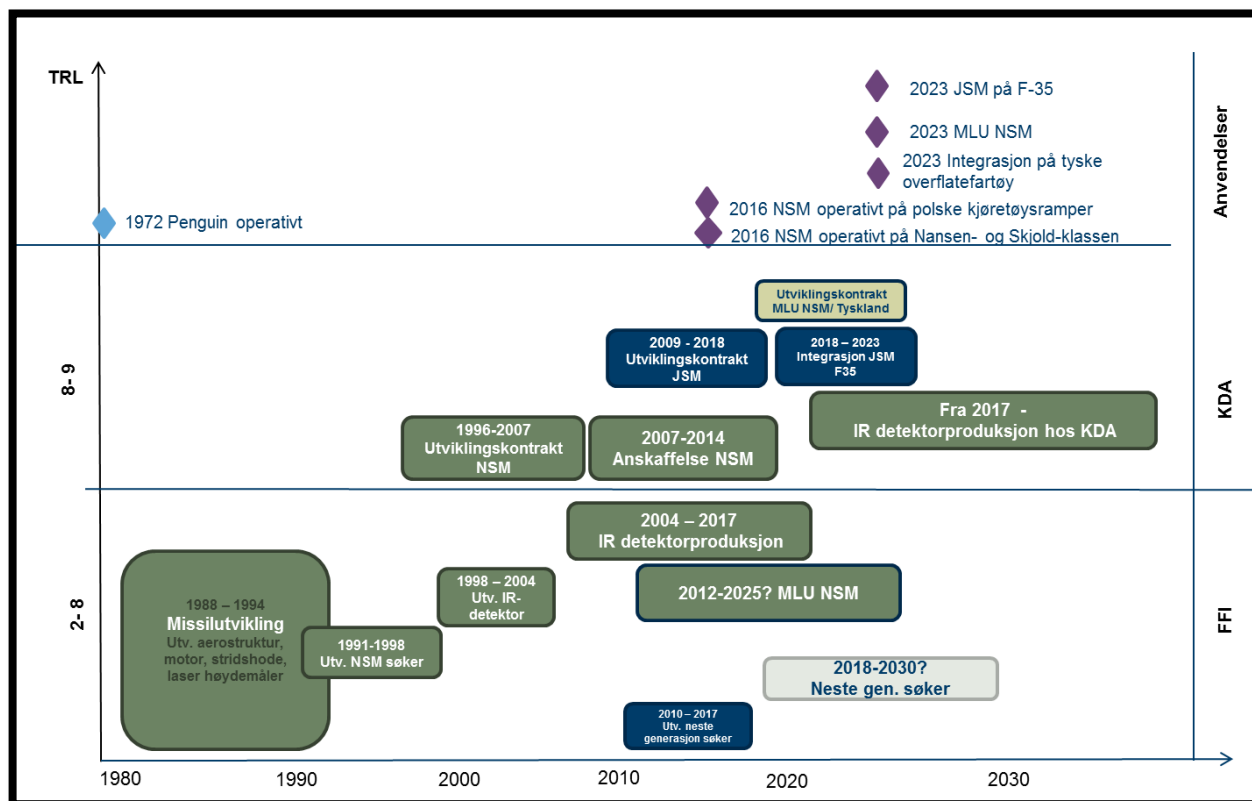 TRL
2023 JSM på F-35
2023 MLU NSM
2023 Integrasjon på tyske
overflatefartøy
2016 NSM operativt på polske kjøretøysramper
1972 Penguin operativt
2016 NSM operativt på Nansen- og Skjold-klassen
Anvendelser
8- 9
Utviklingskontrakt
MLU NSM/ Tyskland
2009 - 2018
Utviklingskontrakt
JSM
2018 – 2023
Integrasjon JSM
F35
1996-2007
Utviklingskontrakt
NSM
2007-2014
Anskaffelse NSM
Fra 2017 -
IR detektorproduksjon hos KDA
KDA
2- 8
2004 – 2017
IR detektorproduksjon
1988 – 1994
Missilutvikling
Utv. aerostruktur,
motor, stridshode,
laser høydemåler
1991-1998
Utv. NSM søker
1998 – 2004
Utv. IR-
detektor
2012-2025? MLU NSM
2018-2030?
Neste gen. søker
2010 – 2017
Utv. neste
generasjon søker
FFI
1980
1990
2000
2010
2020
2030